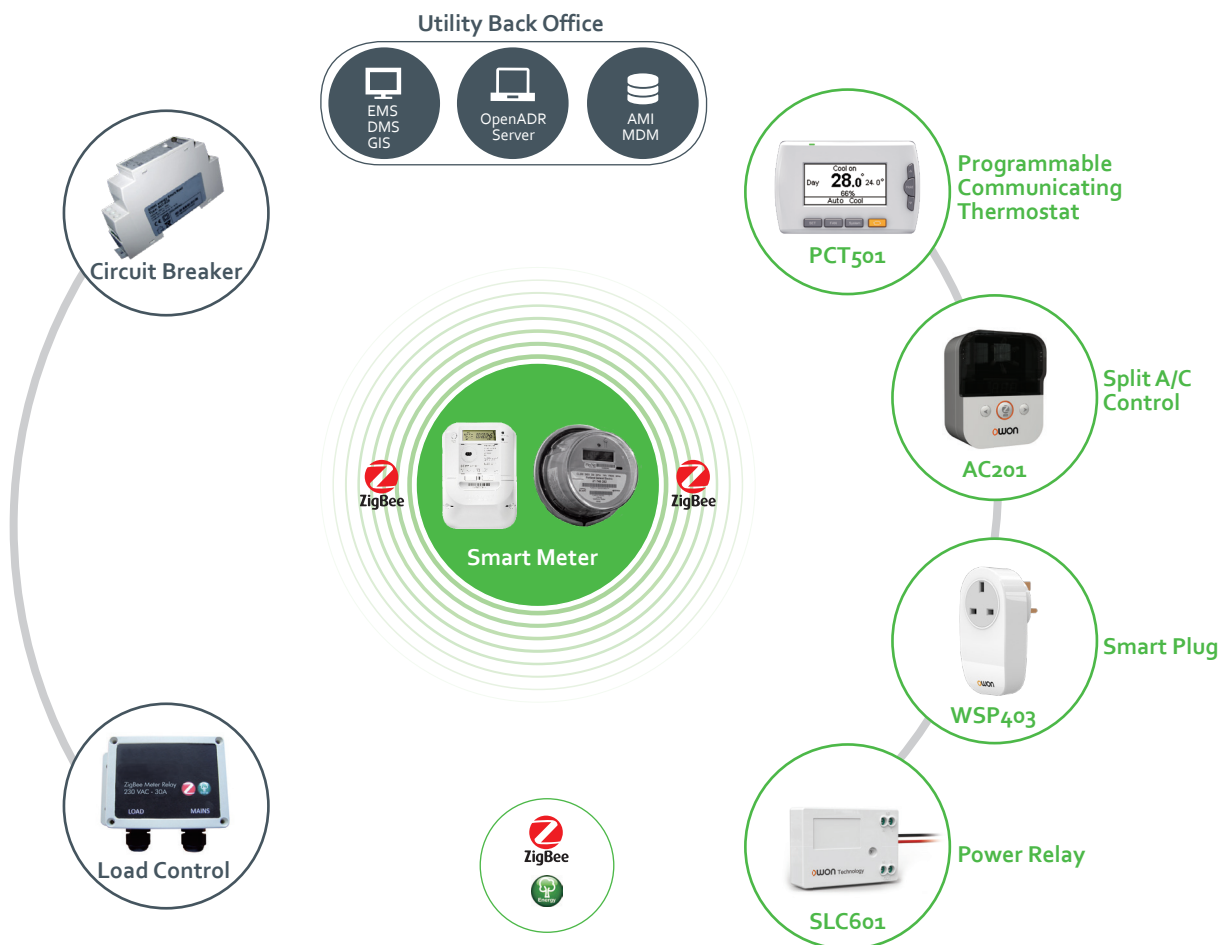 Utility Back Office
EMS
DMS
GIS
OpenADR
Server
AMI
MDM
Circuit Breaker
Cool on
Day
28.0°
24.0°
66%
Auto Cool
PCT501
Programmable
Communicating
Thermostat
owon
AC201
Split A/C
Control
ZigBee
ZigBee
Smart Meter
owon
WSP403
Smart Plug
ZigBee Meter Relay
230 VAC - 30A
LOAD
MAINS
Load Control
ZigBee
Energy
owon Technology
SLC601
Power Relay